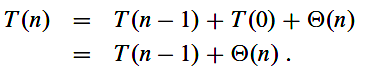 T(n) = T(n − 1) + T(0) + Θ(n)
= T(n − 1) + Θ(n) .